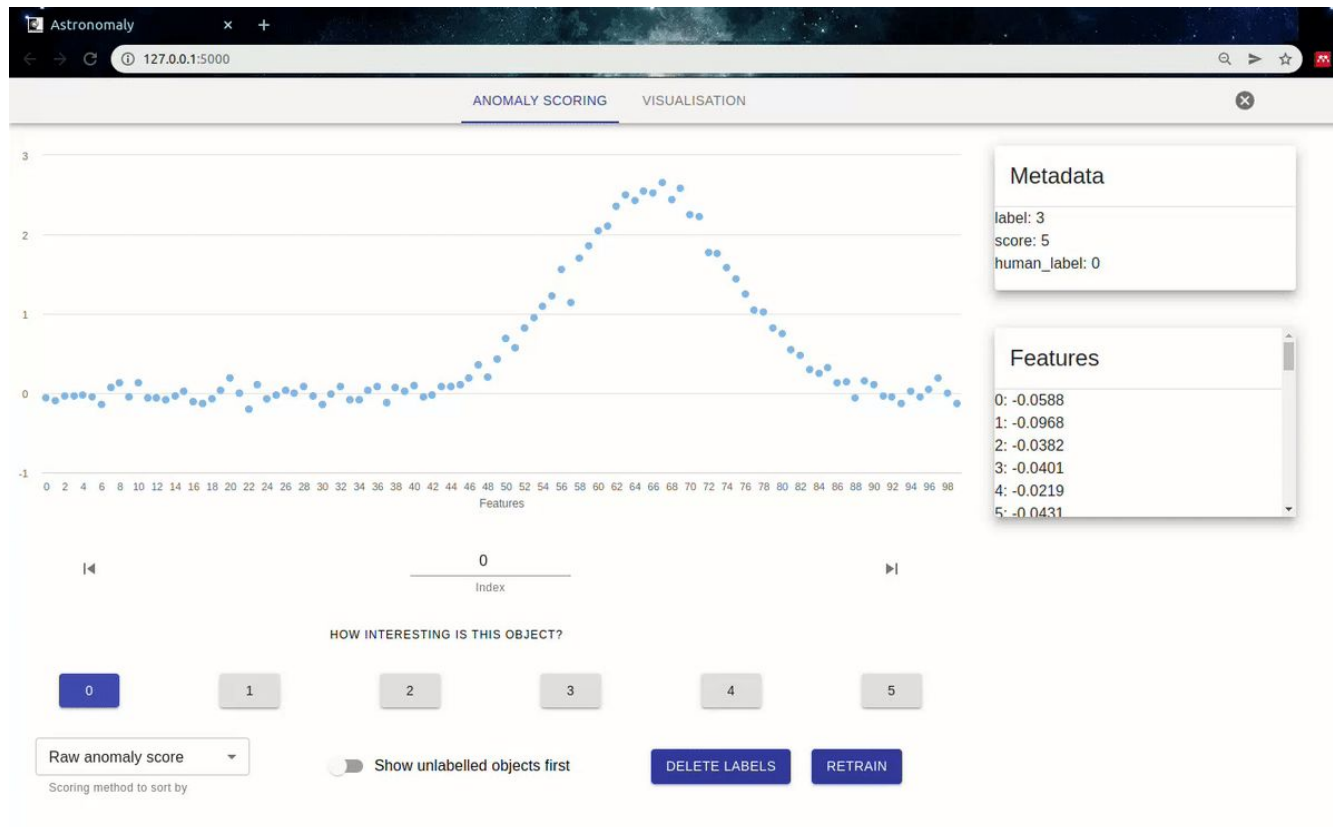 Astronomaly
127.0.0.1:5000
ANOMALY SCORING VISUALISATION
3
2
1
0
-1
0 2 4 6 8 10 12 14 16 18 20 22 24 26 28 30 32 34 36 38 40 42 44 46 48 50 52 54 56 58 60 62 64 66 68 70 72 74 76 78 80 82 84 86 88 90 92 94 96 98
Features
Metadata
label: 3
score: 5
human_label: 0
Features
0: -0.0588
1: -0.0968
2: -0.0382
3: -0.0401
4: -0.0219
5: -0.0431
0
Index
HOW INTERESTING IS THIS OBJECT?
0 1 2 3 4 5
Raw anomaly score
Scoring method to sort by
Show unlabelled objects first
DELETE LABELS
RETRAIN